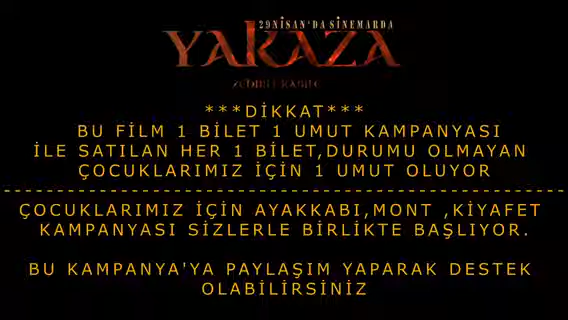 29NİSAN'DA SİNEMARDA
YAKAZA
***DİKKAT***
BU FİLM 1 BİLET 1 UMUT KAMPANYASI
İLE SATILAN HER 1 BİLET,DURUMU OLMAYAN
ÇOCUKLARIMIZ İÇİN 1 UMUT OLUYOR
-------------------------------------------------
ÇOCUKLARIMIZ İÇİN AYAKKABI,MONT ,KİYAFET
KAMPANYASI SİZLERLE BİRLİKTE BAŞLIYOR.
BU KAMPANYA'YA PAYLAŞIM YAPARAK DESTEK
OLABİLİRSİNİZ